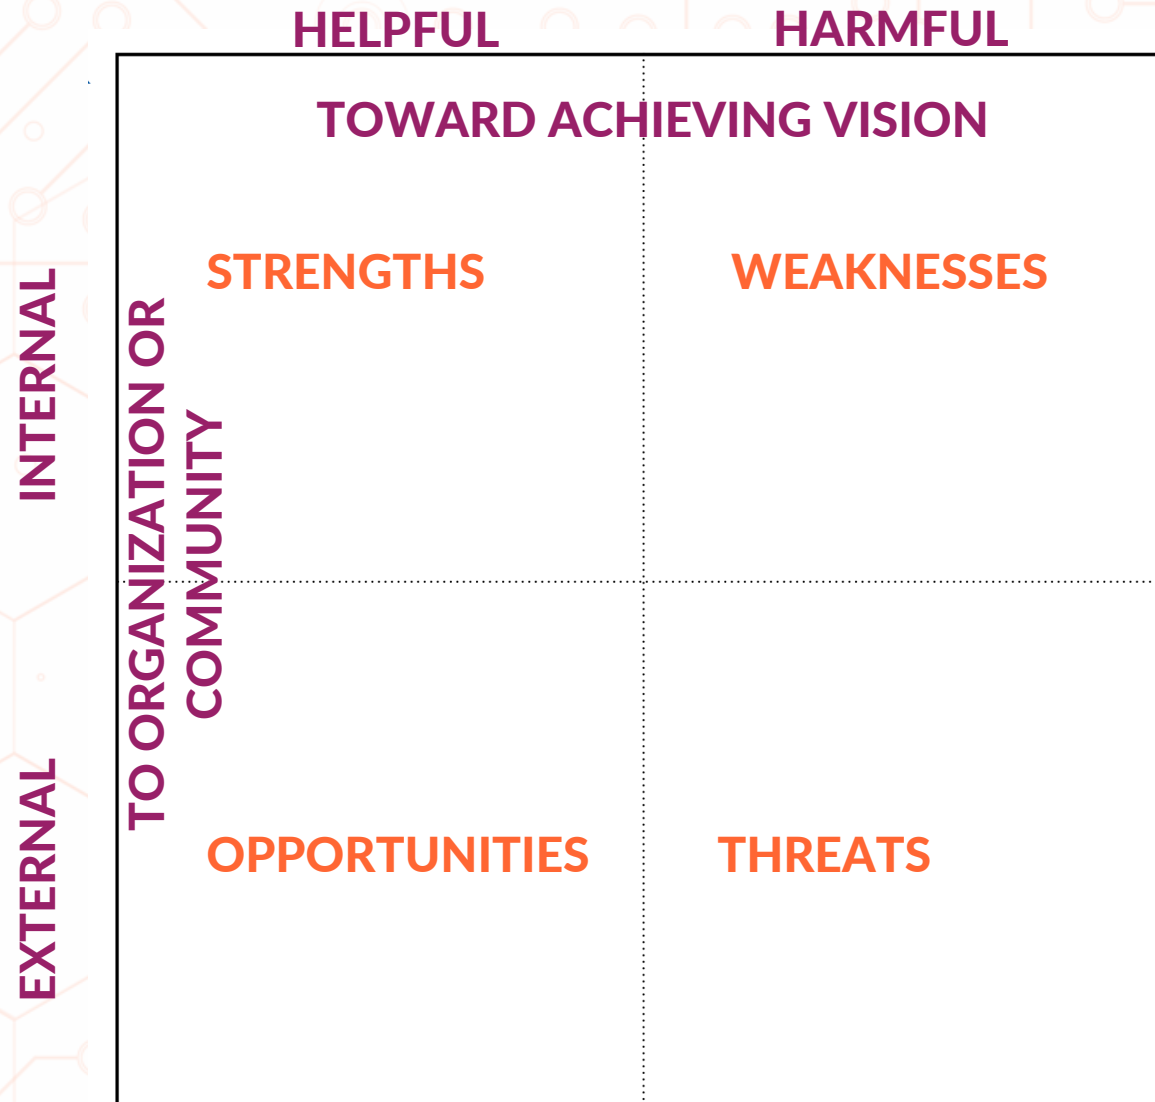 HELPFUL
HARMFUL
TOWARD ACHIEVING VISION
STRENGTHS
WEAKNESSES
INTERNAL
TO ORGANIZATION OR
COMMUNITY
OPPORTUNITIES
THREATS
EXTERNAL